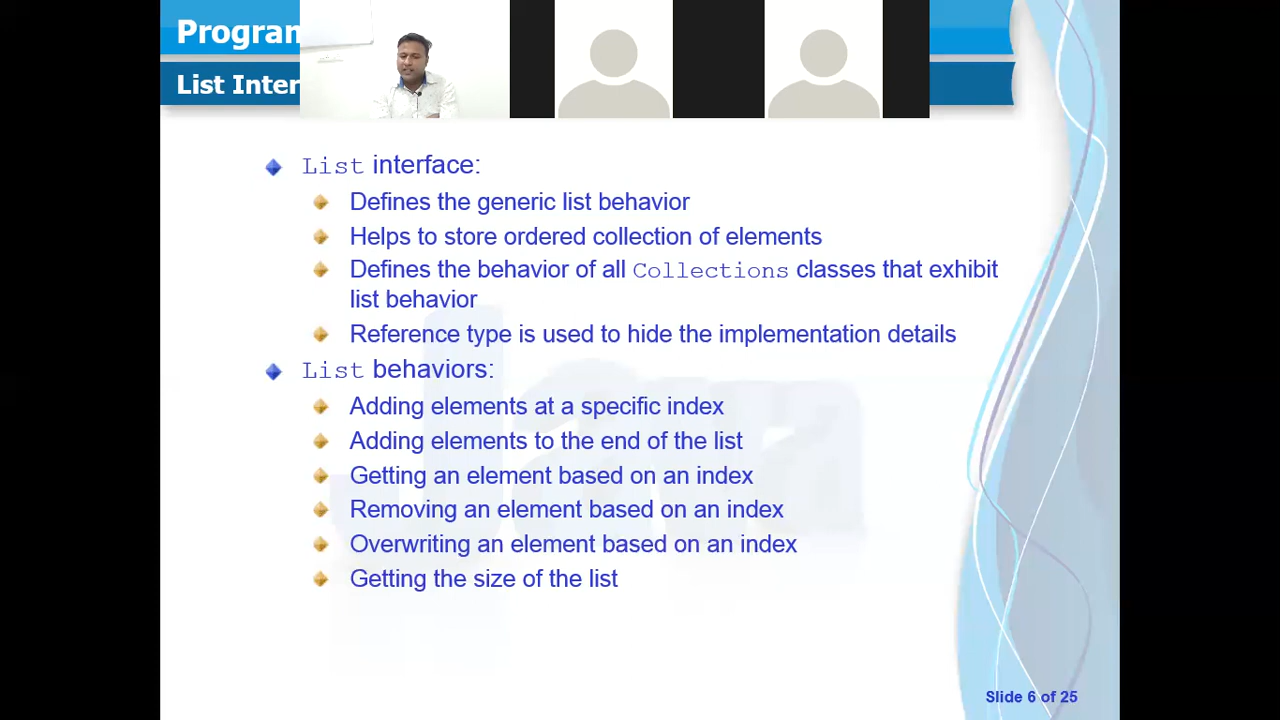 Progra
List Inter
List interface:
Defines the generic list behavior
Helps to store ordered collection of elements
Defines the behavior of all Collections classes that exhibit
list behavior
Reference type is used to hide the implementation details
List behaviors:
Adding elements at a specific index
Adding elements to the end of the list
Getting an element based on an index
Removing an element based on an index
Overwriting an element based on an index
Getting the size of the list
Java
Slide 6 of 25